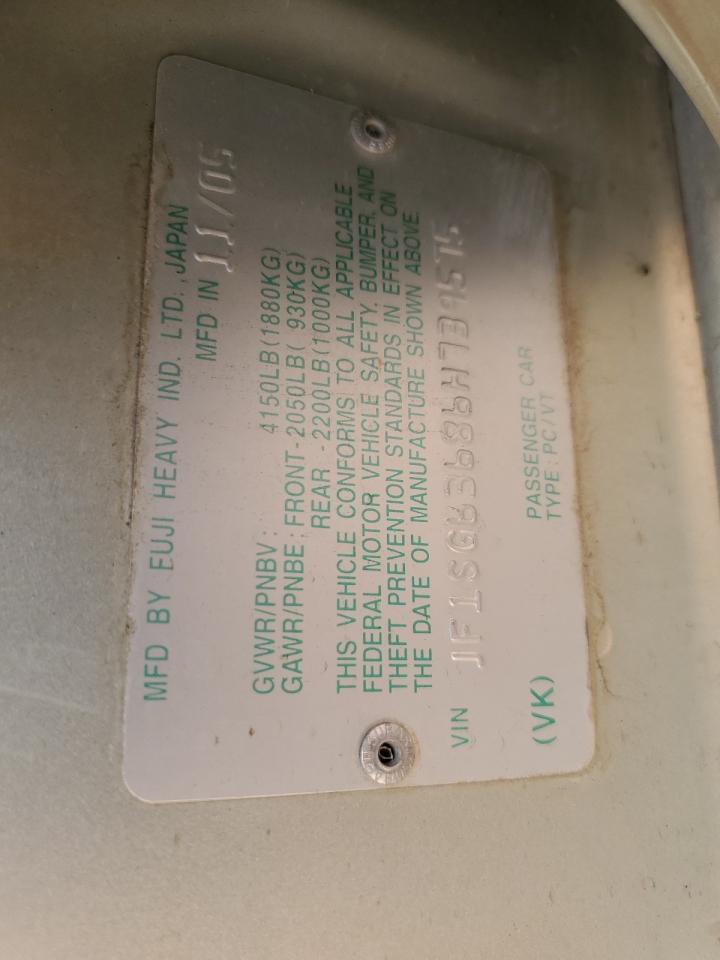 MFD BY FUJI HEAVY IND. LTD., JAPAN
MFD IN 11/05
GVWR/PNBV: 4150LB(1880KG)
GAWR/PNBE: FRONT-2050LB( 930KG)
REAR -2200LB(1000KG)
THIS VEHICLE CONFORMS TO ALL APPLICABLE
FEDERAL MOTOR VEHICLE SAFETY, BUMPER, AND
THEFT PREVENTION STANDARDS IN EFFECT ON
THE DATE OF MANUFACTURE SHOWN ABOVE.
VIN JF1SG63686H739575
PASSENGER CAR
(VK) TYPE: PC/VT